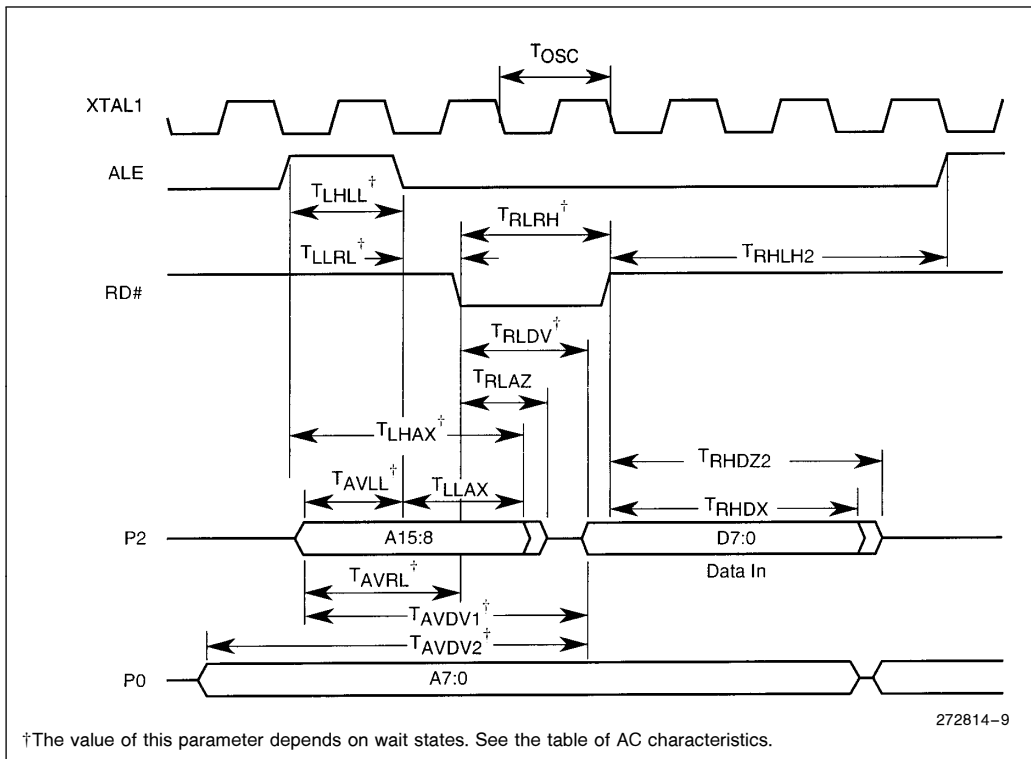 TOSC
XTAL1
ALE
TLHLL†
TRLRH†
TLLRL†
TRHLH2
RD#
TRLDV†
TRLAZ
TLHAX†
TRHDZ2
TAVLL†
TLLAX
TRHDX
P2
A15:8
D7:0
Data In
TAVRL†
TAVDV1†
TAVDV2†
P0
A7:0
272814–9
†The value of this parameter depends on wait states. See the table of AC characteristics.